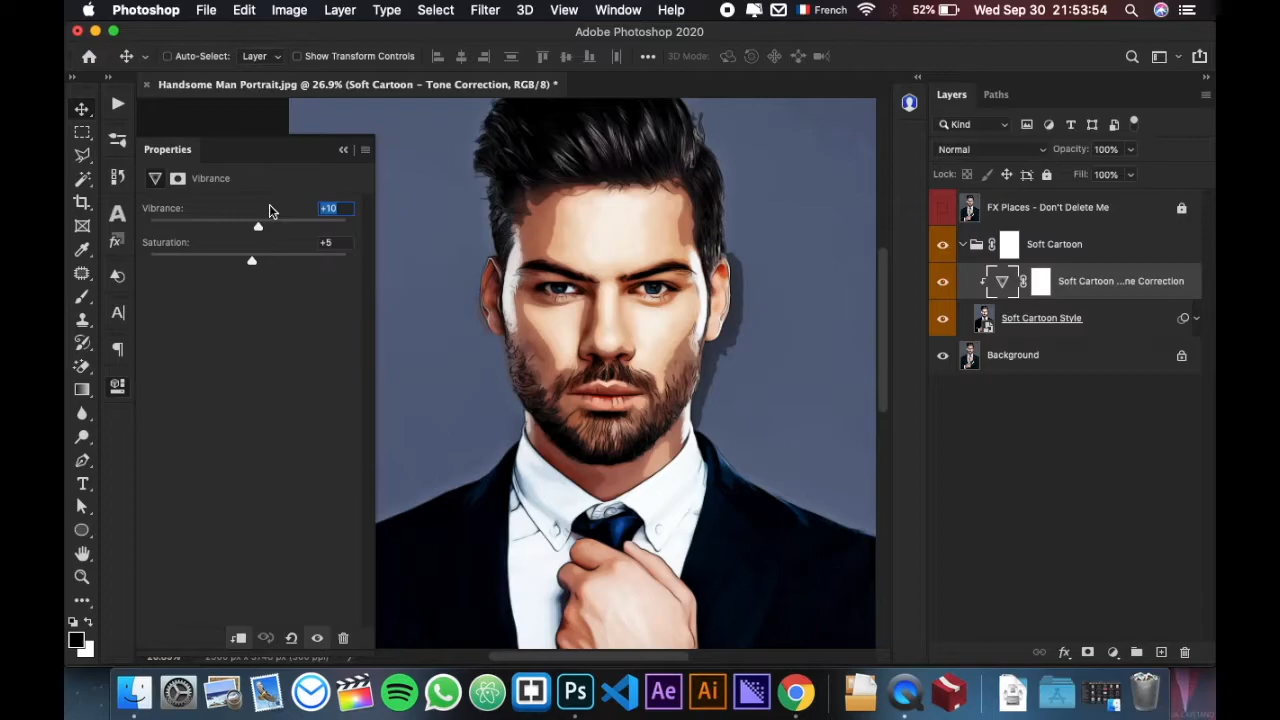 Photoshop File Edit Image Layer Type Select Filter 3D View Window Help French 52% Wed Sep 30 21:53:54
Adobe Photoshop 2020
Auto-Select: Layer Show Transform Controls 3D Mode:
Handsome Man Portrait.jpg @ 26.9% (Soft Cartoon - Tone Correction, RGB/8) *
Layers Paths
Kind
Properties
Normal Opacity: 100%
Lock: Fill: 100%
Vibrance
Vibrance: +10
FX Places - Don't Delete Me
Saturation: +5
Soft Cartoon
Soft Cartoon ...ne Correction
Soft Cartoon Style
Background
Ps Ae Ai